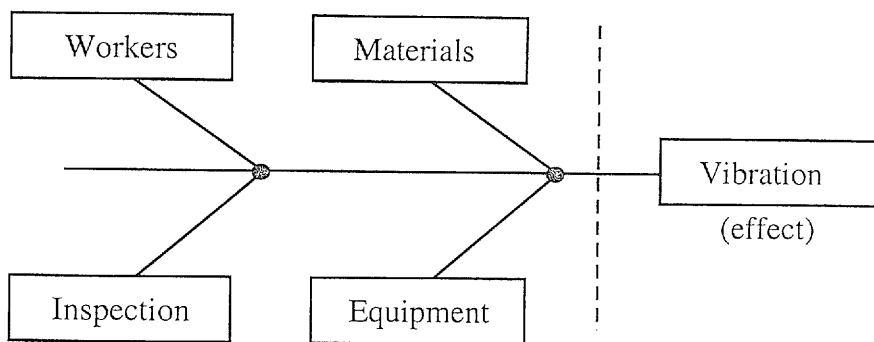 Workers
Materials
Vibration
(effect)
Inspection
Equipment